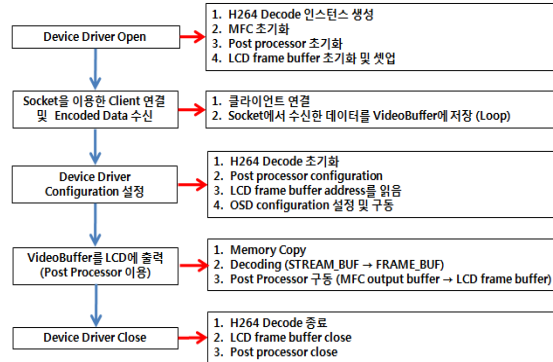 Device Driver Open
1. H264 Decode 인스턴스 생성
2. MFC 초기화
3. Post processor 초기화
4. LCD frame buffer 초기화 및 셋업
Socket을 이용한 Client 연결
및 Encoded Data 수신
1. 클라이언트 연결
2. Socket에서 수신한 데이터를 VideoBuffer에 저장 (Loop)
Device Driver
Configuration 설정
1. H264 Decode 초기화
2. Post processor configuration
3. LCD frame buffer address를 읽음
4. OSD configuration 설정 및 구동
VideoBuffer를 LCD에 출력
(Post Processor 이용)
1. Memory Copy
2. Decoding (STREAM_BUF → FRAME_BUF)
3. Post Processor 구동 (MFC output buffer → LCD frame buffer)
Device Driver Close
1. H264 Decode 종료
2. LCD frame buffer close
3. Post processor close